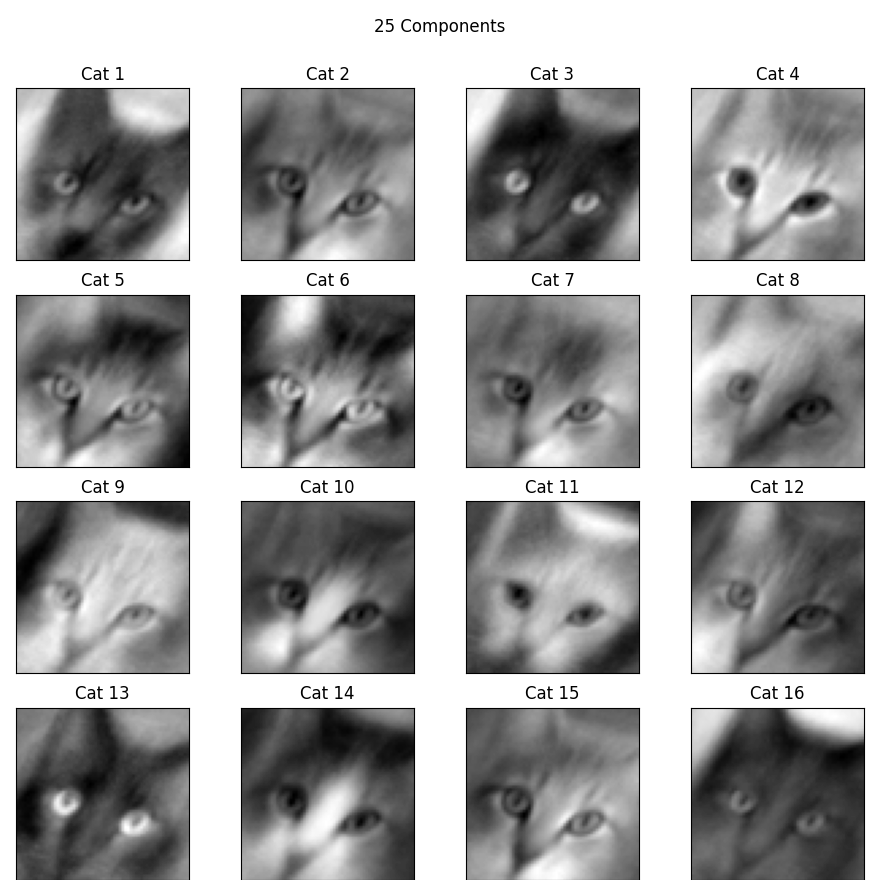 25 Components
Cat 1 Cat 2 Cat 3 Cat 4
Cat 5 Cat 6 Cat 7 Cat 8
Cat 9 Cat 10 Cat 11 Cat 12
Cat 13 Cat 14 Cat 15 Cat 16